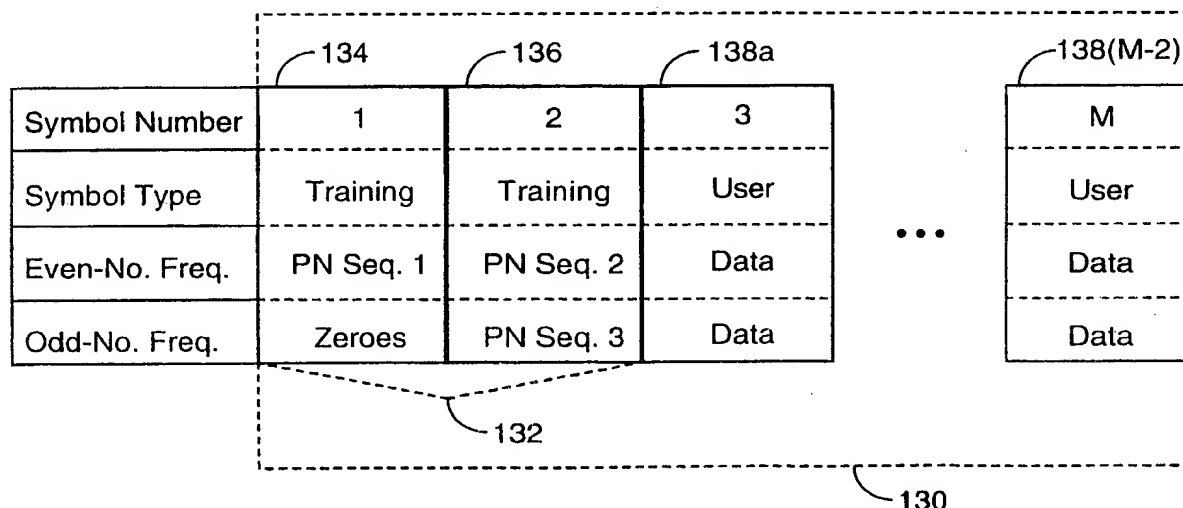 134 136 138a 138(M-2)
Symbol Number 1 2 3 M
Symbol Type Training Training User User
••• 
Even-No. Freq. PN Seq. 1 PN Seq. 2 Data Data
Odd-No. Freq. Zeroes PN Seq. 3 Data Data
132
130